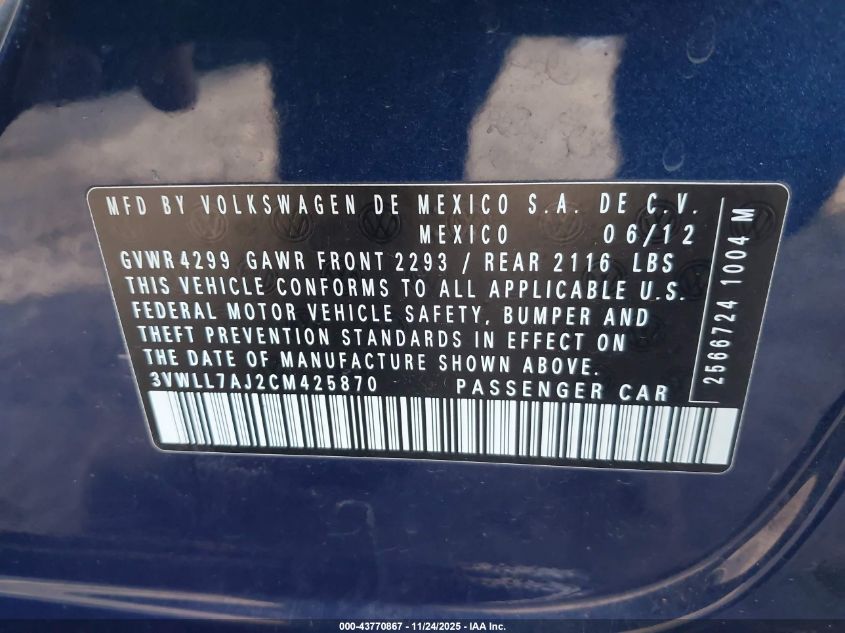 MFD BY VOLKSWAGEN DE MEXICO S.A. DE C.V.
MEXICO 06/12
GVWR 4299 GAWR FRONT 2293 / REAR 2116 LBS
THIS VEHICLE CONFORMS TO ALL APPLICABLE U.S.
FEDERAL MOTOR VEHICLE SAFETY, BUMPER AND
THEFT PREVENTION STANDARDS IN EFFECT ON
THE DATE OF MANUFACTURE SHOWN ABOVE.
3VWLL7AJ2CM425870 PASSENGER CAR
2566724 1004 M
000-43770867 - 11/24/2025 - IAA Inc.